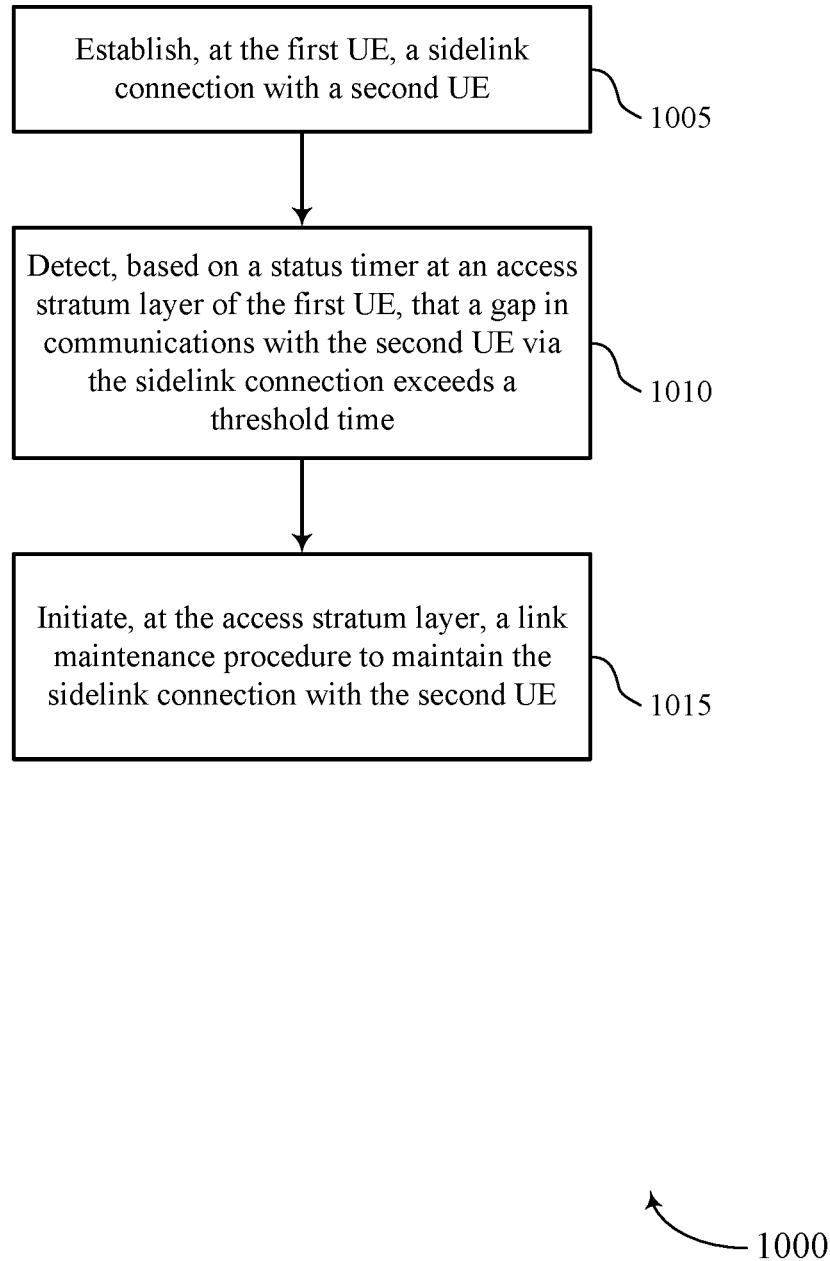 Establish, at the first UE, a sidelink
connection with a second UE
1005
Detect, based on a status timer at an access
stratum layer of the first UE, that a gap in
communications with the second UE via
the sidelink connection exceeds a
threshold time
1010
Initiate, at the access stratum layer, a link
maintenance procedure to maintain the
sidelink connection with the second UE
1015
1000